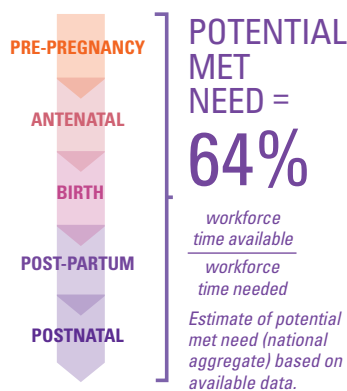 PRE-PREGNANCY
ANTENATAL
BIRTH
POST-PARTUM
POSTNATAL
POTENTIAL
MET
NEED =
64%
workforce
time available
workforce
time needed
Estimate of potential
met need (national
aggregate) based on
available data.